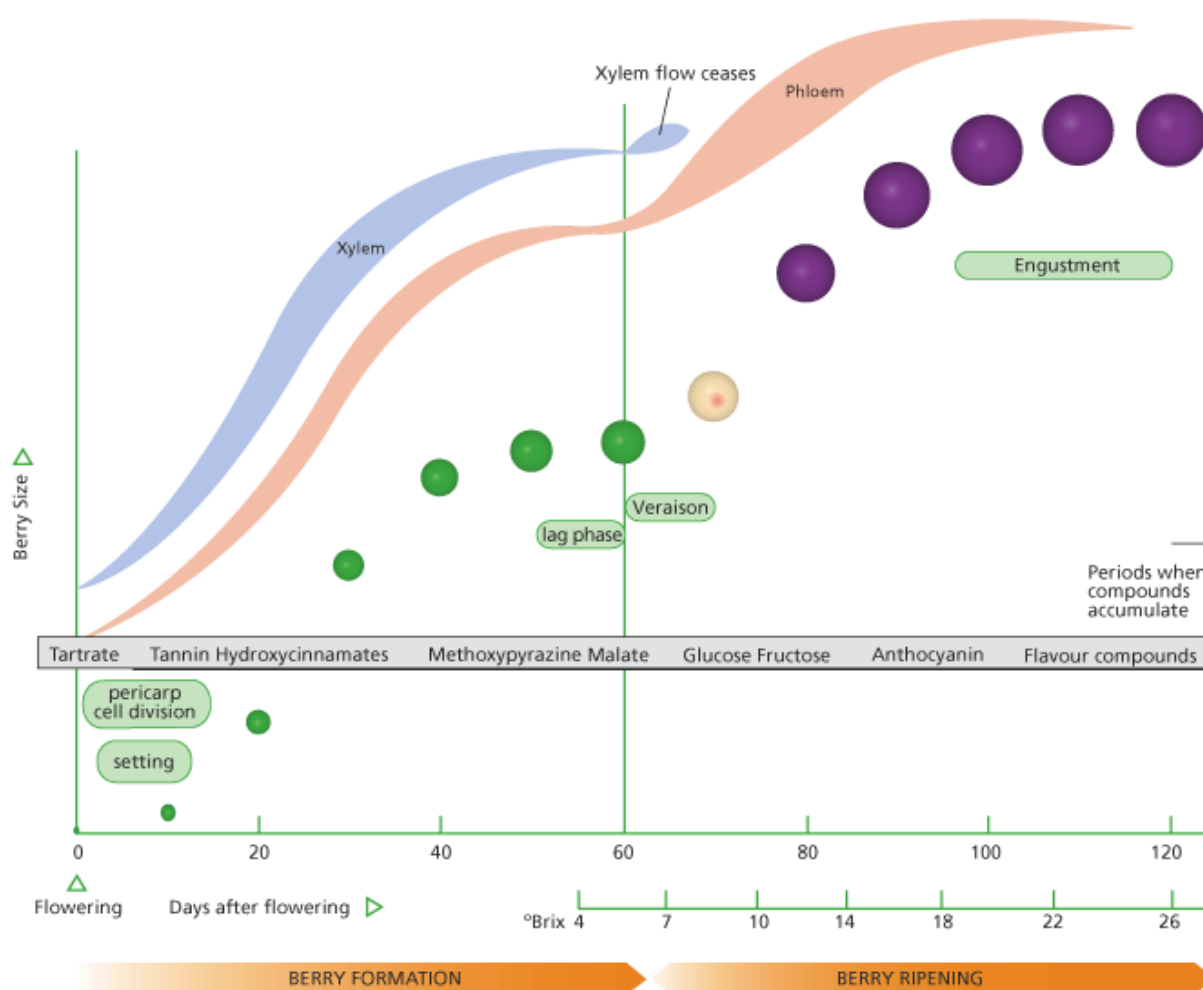 Xylem flow ceases
Phloem
Xylem
Engustment
Berry Size
Veraison
lag phase
Periods when
compounds
accumulate
Tartrate Tannin Hydroxycinnamates Methoxypyrazine Malate Glucose Fructose Anthocyanin Flavour compounds
pericarp
cell division
setting
0 20 40 60 80 100 120
Flowering Days after flowering
ºBrix 4 7 10 14 18 22 26
BERRY FORMATION BERRY RIPENING